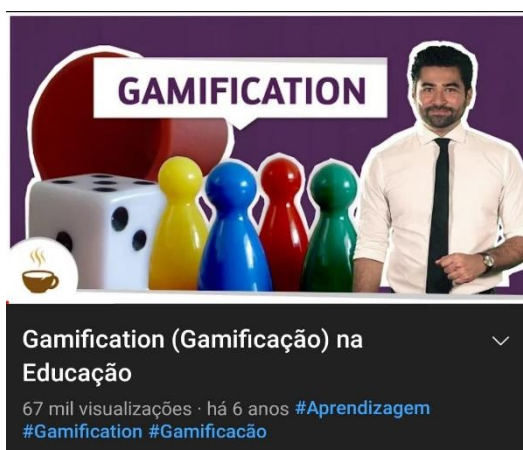 GAMIFICATION
Gamification (Gamificação) na
Educação
67 mil visualizações · há 6 anos #Aprendizagem
#Gamification #Gamificacão